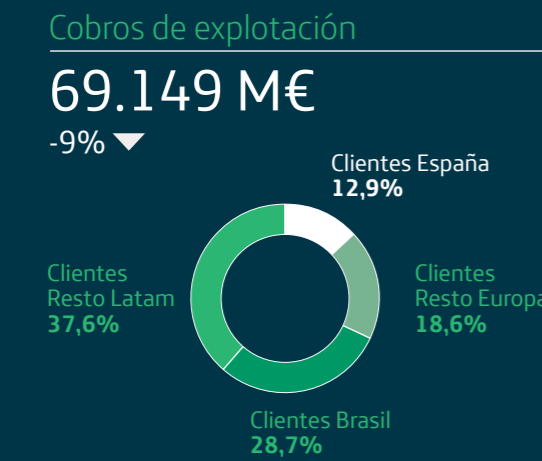 Cobros de explotación
69.149 M€
-9%
Clientes España
12,9%
Clientes
Resto Latam
37,6%
Clientes
Resto Europa
18,6%
Clientes Brasil
28,7%